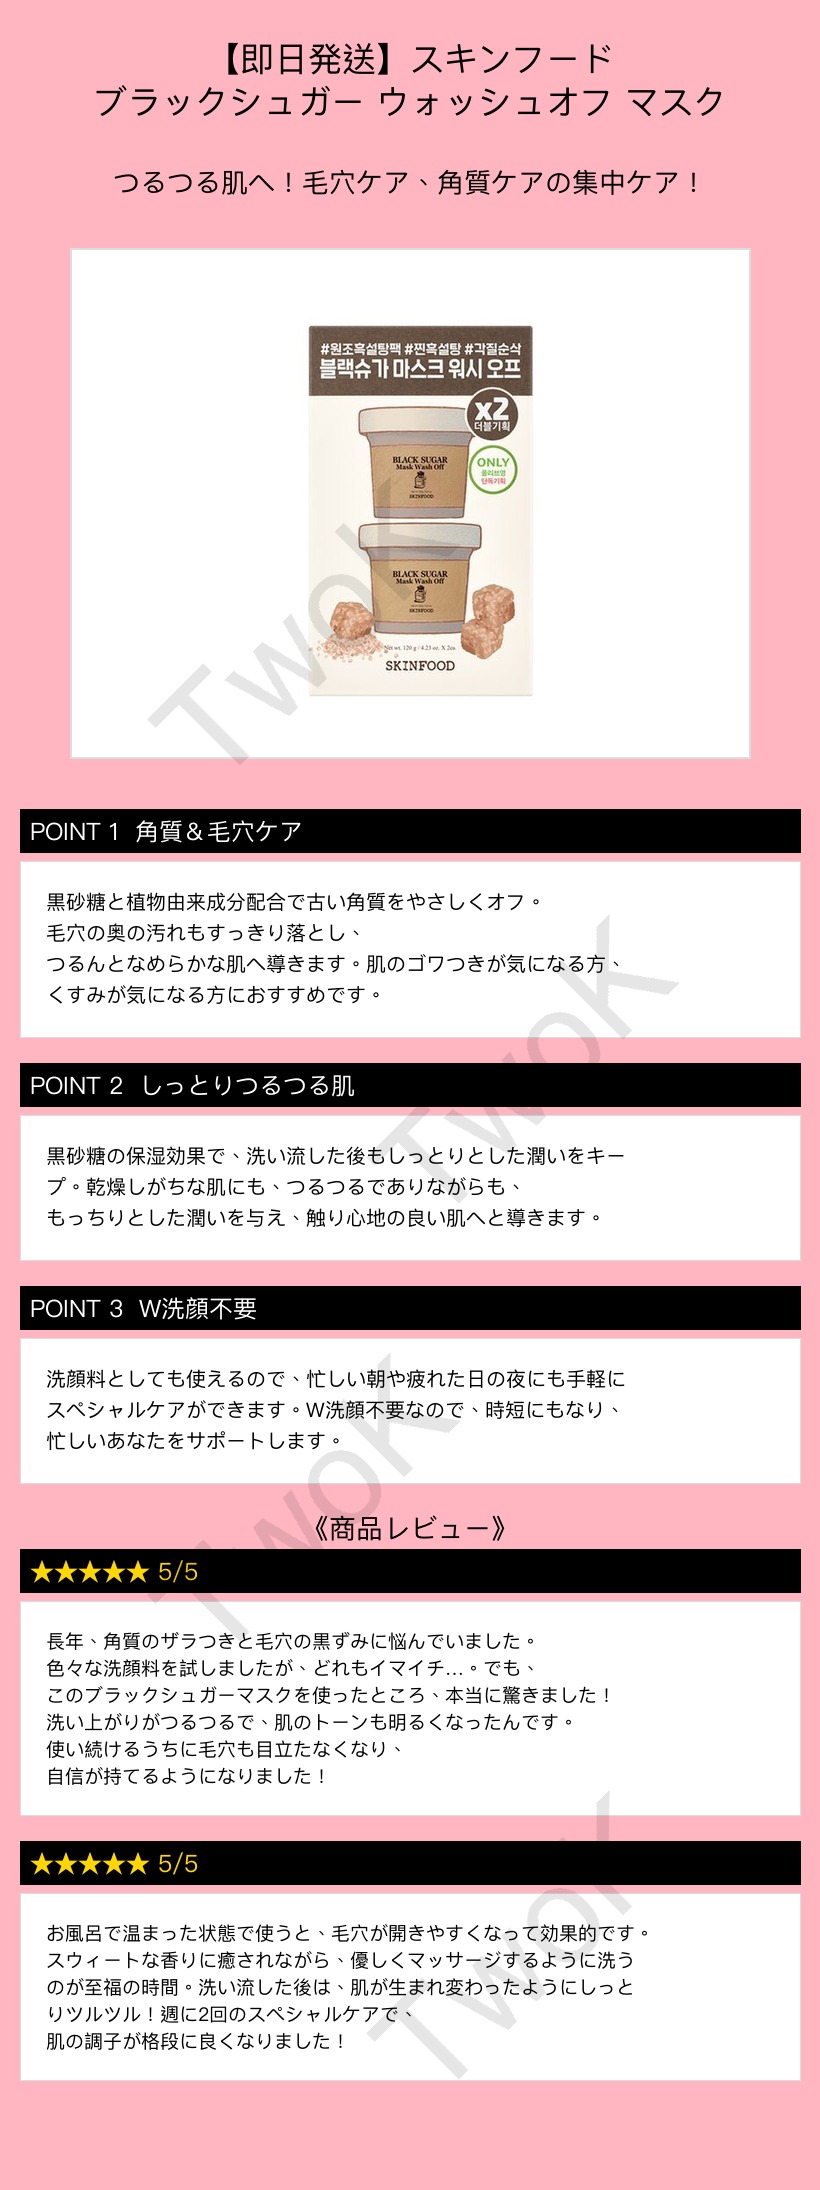 【即日発送】スキンフード
ブラックシュガー ウォッシュオフ マスク
つるつる肌へ！毛穴ケア、角質ケアの集中ケア！
#원조흑설탕팩 #찐흑설탕 #각질순삭
블랙슈가 마스크 워시 오프
x2
더블기획
ONLY
올리브영
단독기획
BLACK SUGAR
Mask Wash Off
SKINFOOD
BLACK SUGAR
Mask Wash Off
SKINFOOD
Net wt. 120 g / 4.23 oz. X 2ea.
SKINFOOD
TwoK
POINT 1 角質＆毛穴ケア
黒砂糖と植物由来成分配合で古い角質をやさしくオフ。
毛穴の奥の汚れもすっきり落とし、
つるんとなめらかな肌へ導きます。肌のゴワつきが気になる方、
くすみが気になる方におすすめです。
TwoK
POINT 2 しっとりつるつる肌
黒砂糖の保湿効果で、洗い流した後もしっとりとした潤いをキー
プ。乾燥しがちな肌にも、つるつるでありながらも、
もっちりとした潤いを与え、触り心地の良い肌へと導きます。
POINT 3 W洗顔不要
洗顔料としても使えるので、忙しい朝や疲れた日の夜にも手軽に
スペシャルケアができます。W洗顔不要なので、時短にもなり、
忙しいあなたをサポートします。
TwoK
《商品レビュー》
★★★★★ 5/5
長年、角質のザラつきと毛穴の黒ずみに悩んでいました。
色々な洗顔料を試しましたが、どれもイマイチ…。でも、
このブラックシュガーマスクを使ったところ、本当に驚きました！
洗い上がりがつるつるで、肌のトーンも明るくなったんです。
使い続けるうちに毛穴も目立たなくなり、
自信が持てるようになりました！
★★★★★ 5/5
お風呂で温まった状態で使うと、毛穴が開きやすくなって効果的です。
スウィートな香りに癒されながら、優しくマッサージするように洗う
のが至福の時間。洗い流した後は、肌が生まれ変わったようにしっと
りツルツル！週に2回のスペシャルケアで、
肌の調子が格段に良くなりました！
TwoK